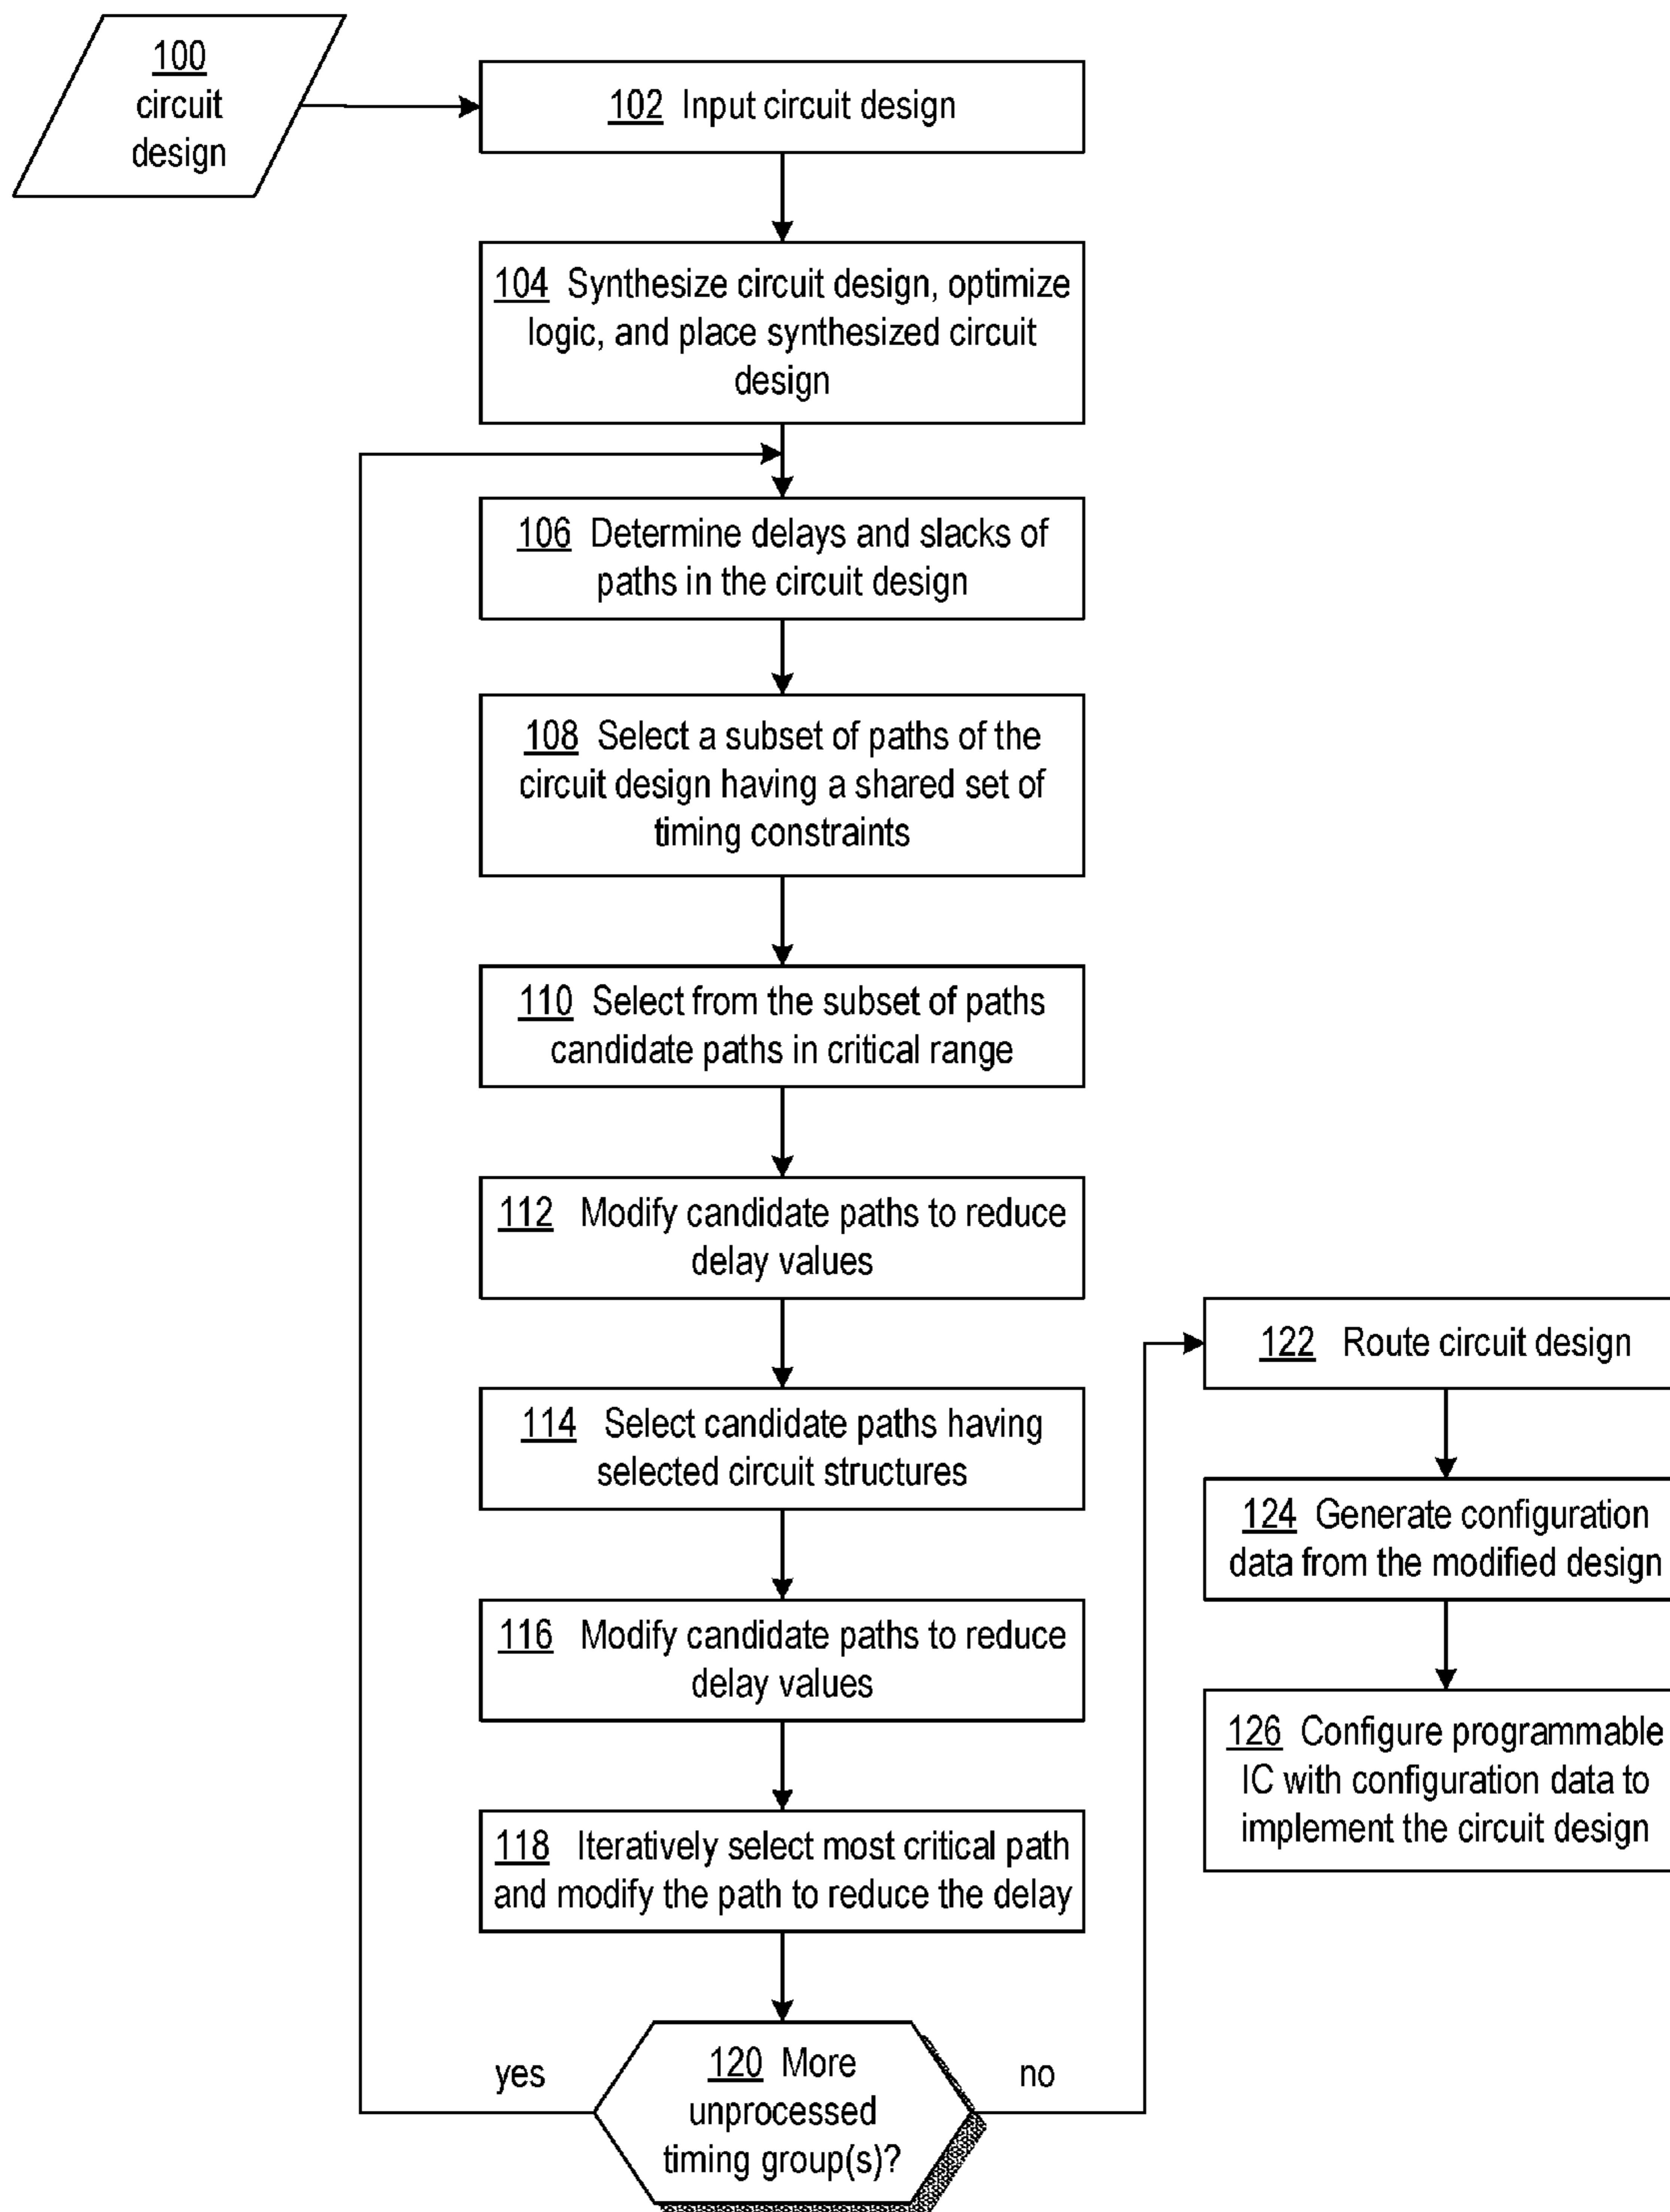 100
circuit
design
102 Input circuit design
104 Synthesize circuit design, optimize
logic, and place synthesized circuit
design
106 Determine delays and slacks of
paths in the circuit design
108 Select a subset of paths of the
circuit design having a shared set of
timing constraints
110 Select from the subset of paths
candidate paths in critical range
112 Modify candidate paths to reduce
delay values
114 Select candidate paths having
selected circuit structures
116 Modify candidate paths to reduce
delay values
118 Iteratively select most critical path
and modify the path to reduce the delay
120 More
unprocessed
timing group(s)?
yes
no
122 Route circuit design
124 Generate configuration
data from the modified design
126 Configure programmable
IC with configuration data to
implement the circuit design